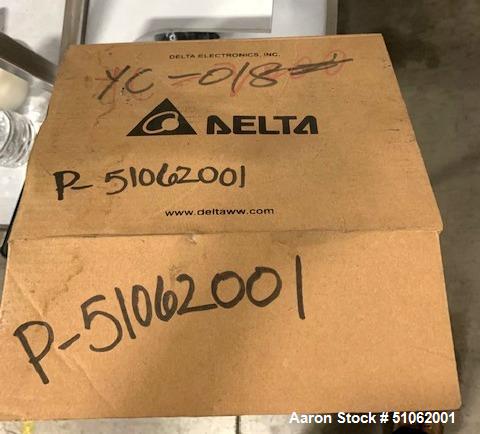 DELTA ELECTRONICS, INC.
YC-018
DELTA
P-51062001
www.deltaww.com
P-51062001
Aaron Stock # 51062001